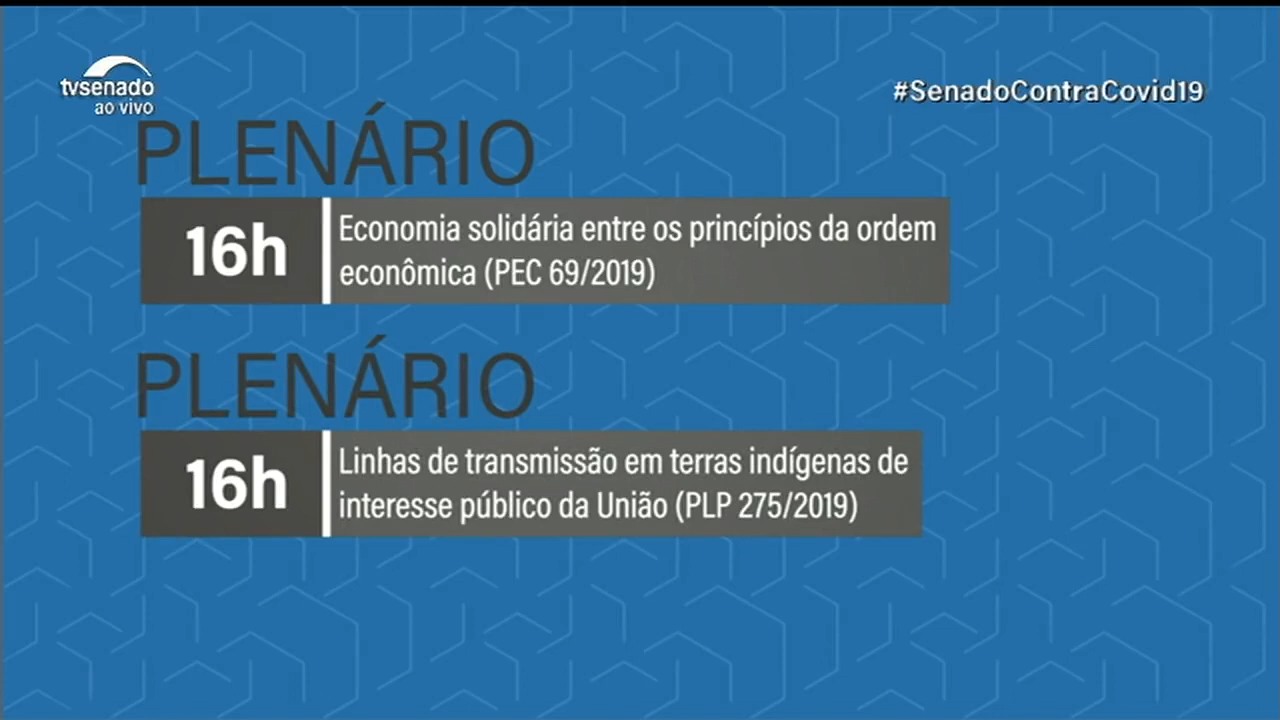 tvsenado
ao vivo
#SenadoContraCovid19
PLENÁRIO
16h
Economia solidária entre os princípios da ordem
econômica (PEC 69/2019)
PLENÁRIO
16h
Linhas de transmissão em terras indígenas de
interesse público da União (PLP 275/2019)